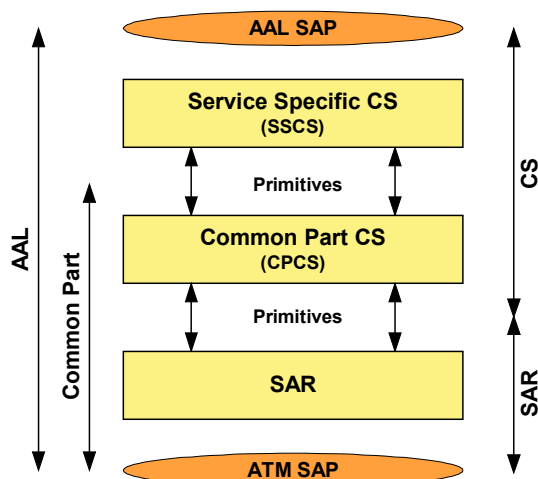 AAL SAP
Service Specific CS
(SSCS)
Primitives
Common Part CS
(CPCS)
Primitives
SAR
ATM SAP
AAL
Common Part
CS
SAR